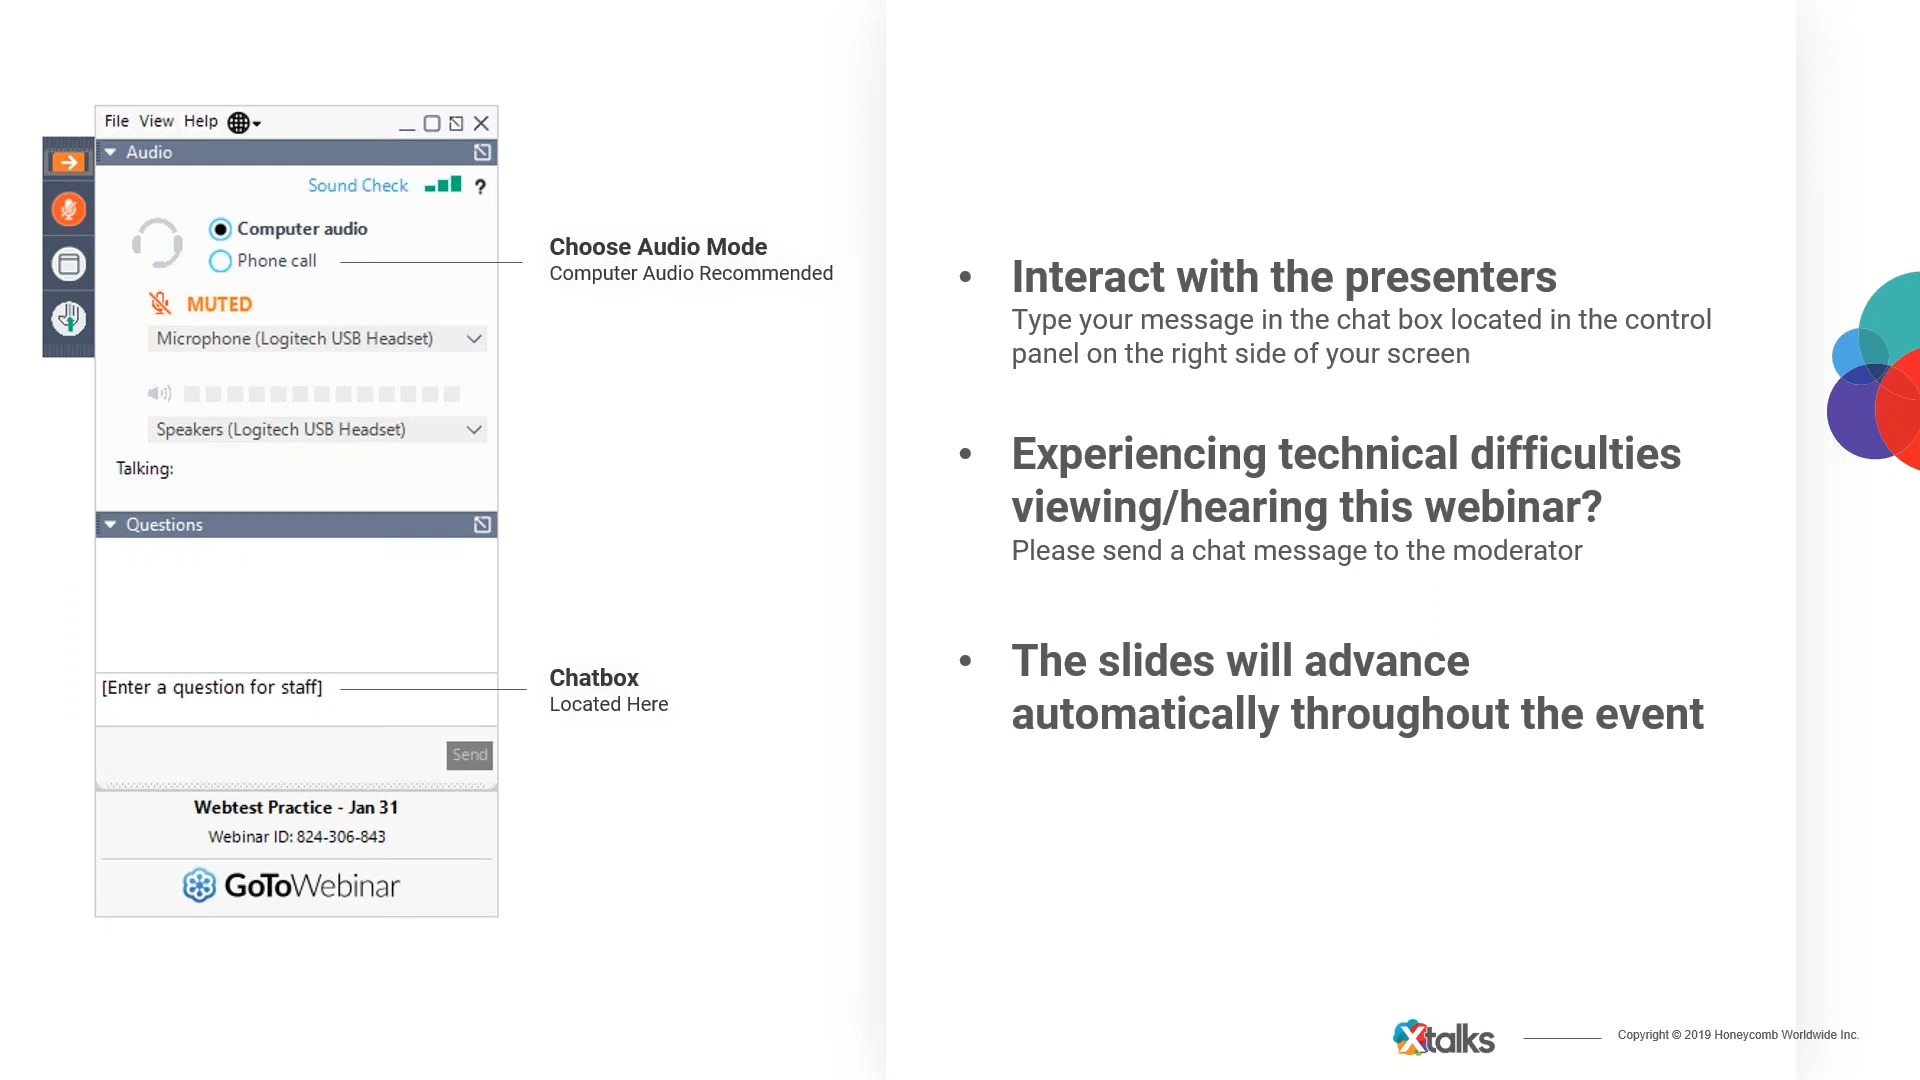 File View Help
Audio
Sound Check ?
Computer audio
Phone call
MUTED
Microphone (Logitech USB Headset)
Speakers (Logitech USB Headset)
Talking:
Questions
[Enter a question for staff]
Send
Webtest Practice - Jan 31
Webinar ID: 824-306-843
GoToWebinar
Choose Audio Mode
Computer Audio Recommended
Chatbox
Located Here
• Interact with the presenters
Type your message in the chat box located in the control
panel on the right side of your screen
• Experiencing technical difficulties
viewing/hearing this webinar?
Please send a chat message to the moderator
• The slides will advance
automatically throughout the event
Xtalks
Copyright © 2019 Honeycomb Worldwide Inc.